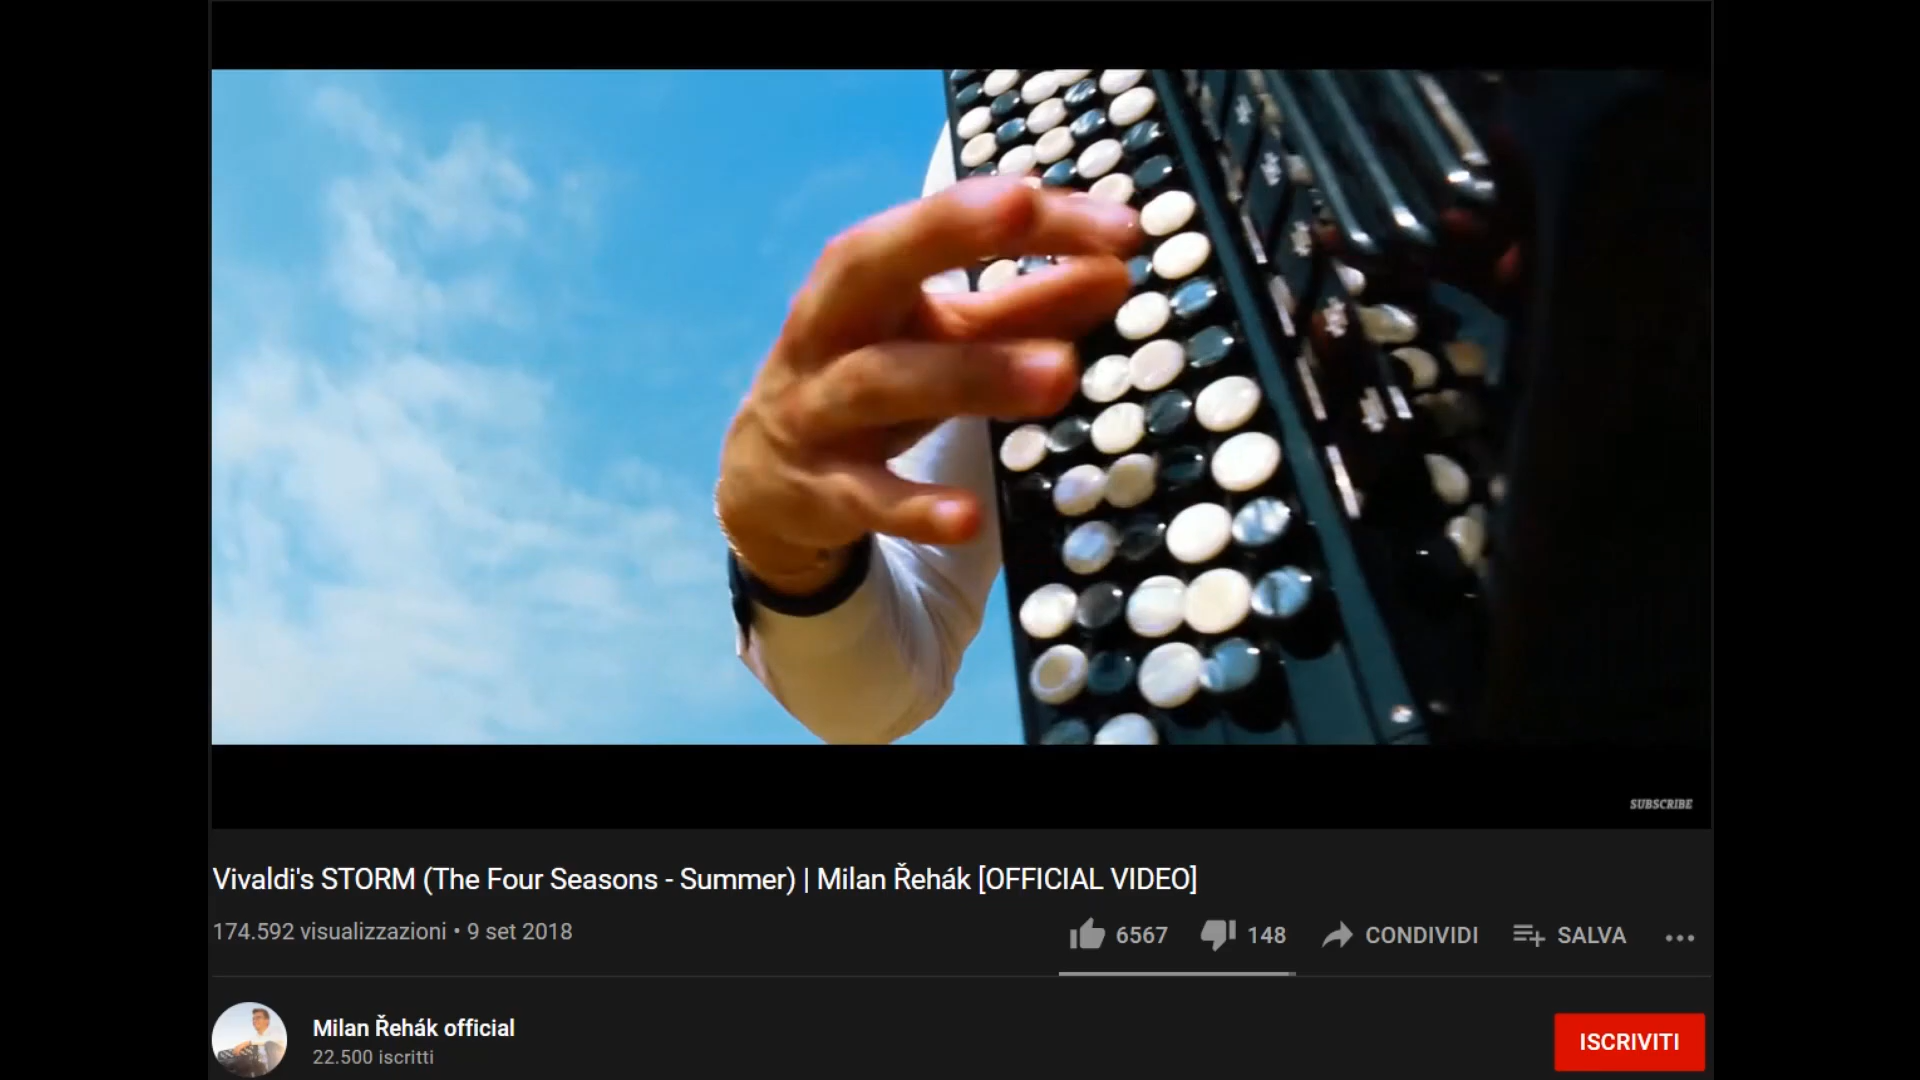 SUBSCRIBE
Vivaldi's STORM (The Four Seasons - Summer) | Milan Řehák [OFFICIAL VIDEO]
174.592 visualizzazioni • 9 set 2018
6567 148 CONDIVIDI SALVA
Milan Řehák official
22.500 iscritti
ISCRIVITI